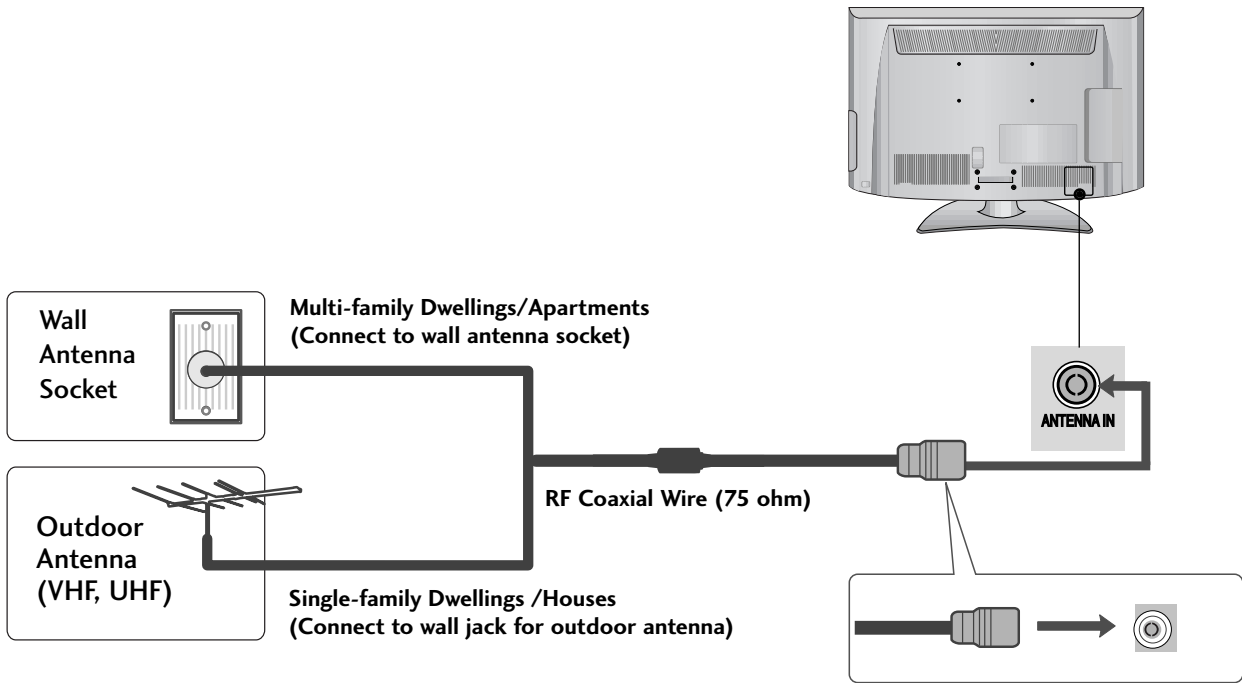 Wall
Antenna
Socket
Multi-family Dwellings/Apartments
(Connect to wall antenna socket)
ANTENNA IN
RF Coaxial Wire (75 ohm)
Outdoor
Antenna
(VHF, UHF)
Single-family Dwellings /Houses
(Connect to wall jack for outdoor antenna)